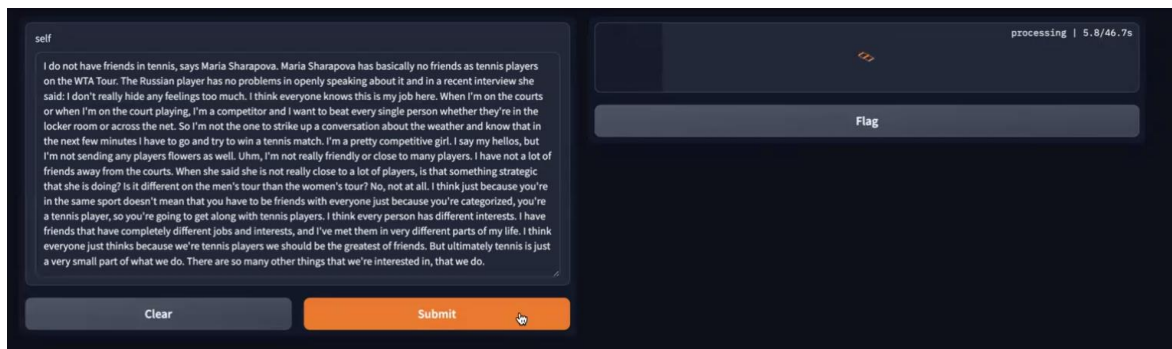 self
I do not have friends in tennis, says Maria Sharapova. Maria Sharapova has basically no friends as tennis players
on the WTA Tour. The Russian player has no problems in openly speaking about it and in a recent interview she
said: I don't really hide any feelings too much. I think everyone knows this is my job here. When I'm on the courts
or when I'm on the court playing, I'm a competitor and I want to beat every single person whether they're in the
locker room or across the net. So I'm not the one to strike up a conversation about the weather and know that in
the next few minutes I have to go and try to win a tennis match. I'm a pretty competitive girl. I say my hellos, but
I'm not sending any players flowers as well. Uhm, I'm not really friendly or close to many players. I have not a lot of
friends away from the courts. When she said she is not really close to a lot of players, is that something strategic
that she is doing? Is it different on the men's tour than the women's tour? No, not at all. I think just because you're
in the same sport doesn't mean that you have to be friends with everyone just because you're categorized, you're
a tennis player, so you're going to get along with tennis players. I think every person has different interests. I have
friends that have completely different jobs and interests, and I've met them in very different parts of my life. I think
everyone just thinks because we're tennis players we should be the greatest of friends. But ultimately tennis is just
a very small part of what we do. There are so many other things that we're interested in, that we do.
Clear
Submit
processing | 5.8/46.7s
Flag